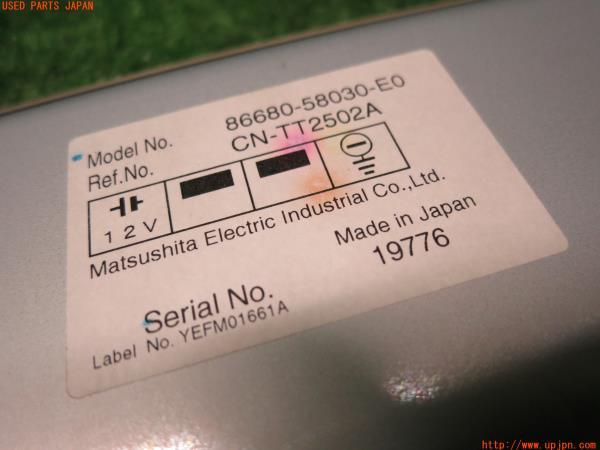 USED PARTS JAPAN
Model No. 86680-58030-E0
Ref.No. CN-TT2502A
12V
Matsushita Electric Industrial Co.,Ltd.
Made in Japan
Serial No. 19776
Label No. YEFM01661A
http://www.upjpn.com/